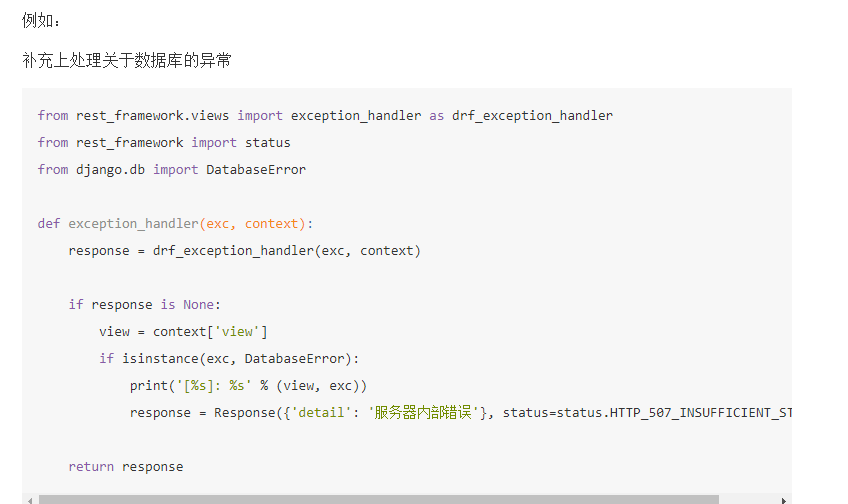 例如：
补充上处理关于数据库的异常
from rest_framework.views import exception_handler as drf_exception_handler
from rest_framework import status
from django.db import DatabaseError
def exception_handler(exc, context):
    response = drf_exception_handler(exc, context)
    if response is None:
        view = context['view']
        if isinstance(exc, DatabaseError):
            print('[%s]: %s' % (view, exc))
            response = Response({'detail': '服务器内部错误'}, status=status.HTTP_507_INSUFFICIENT_ST
    return response